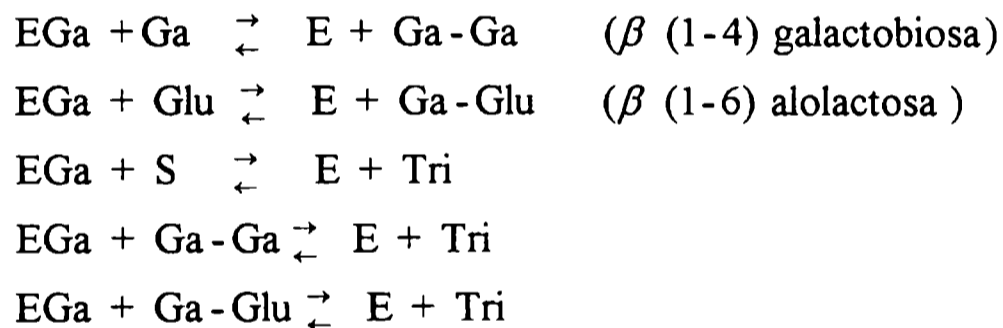 EGa + Ga ⇄ E + Ga - Ga (β (1-4) galactobiosa)
EGa + Glu ⇄ E + Ga - Glu (β (1-6) alolactosa )
EGa + S ⇄ E + Tri
EGa + Ga - Ga ⇄ E + Tri
EGa + Ga - Glu ⇄ E + Tri